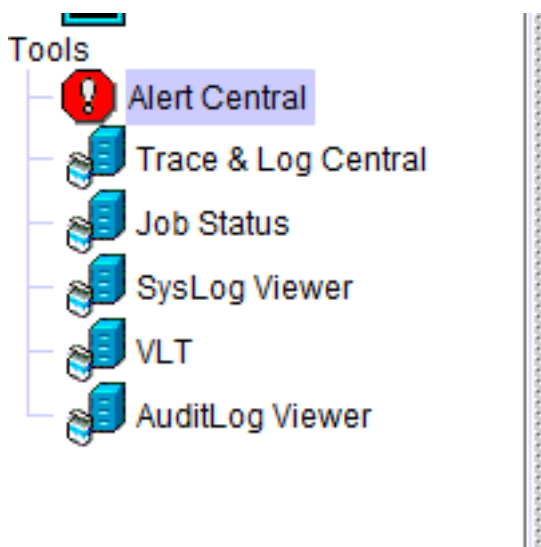 Tools
Alert Central
Trace & Log Central
Job Status
SysLog Viewer
VLT
AuditLog Viewer